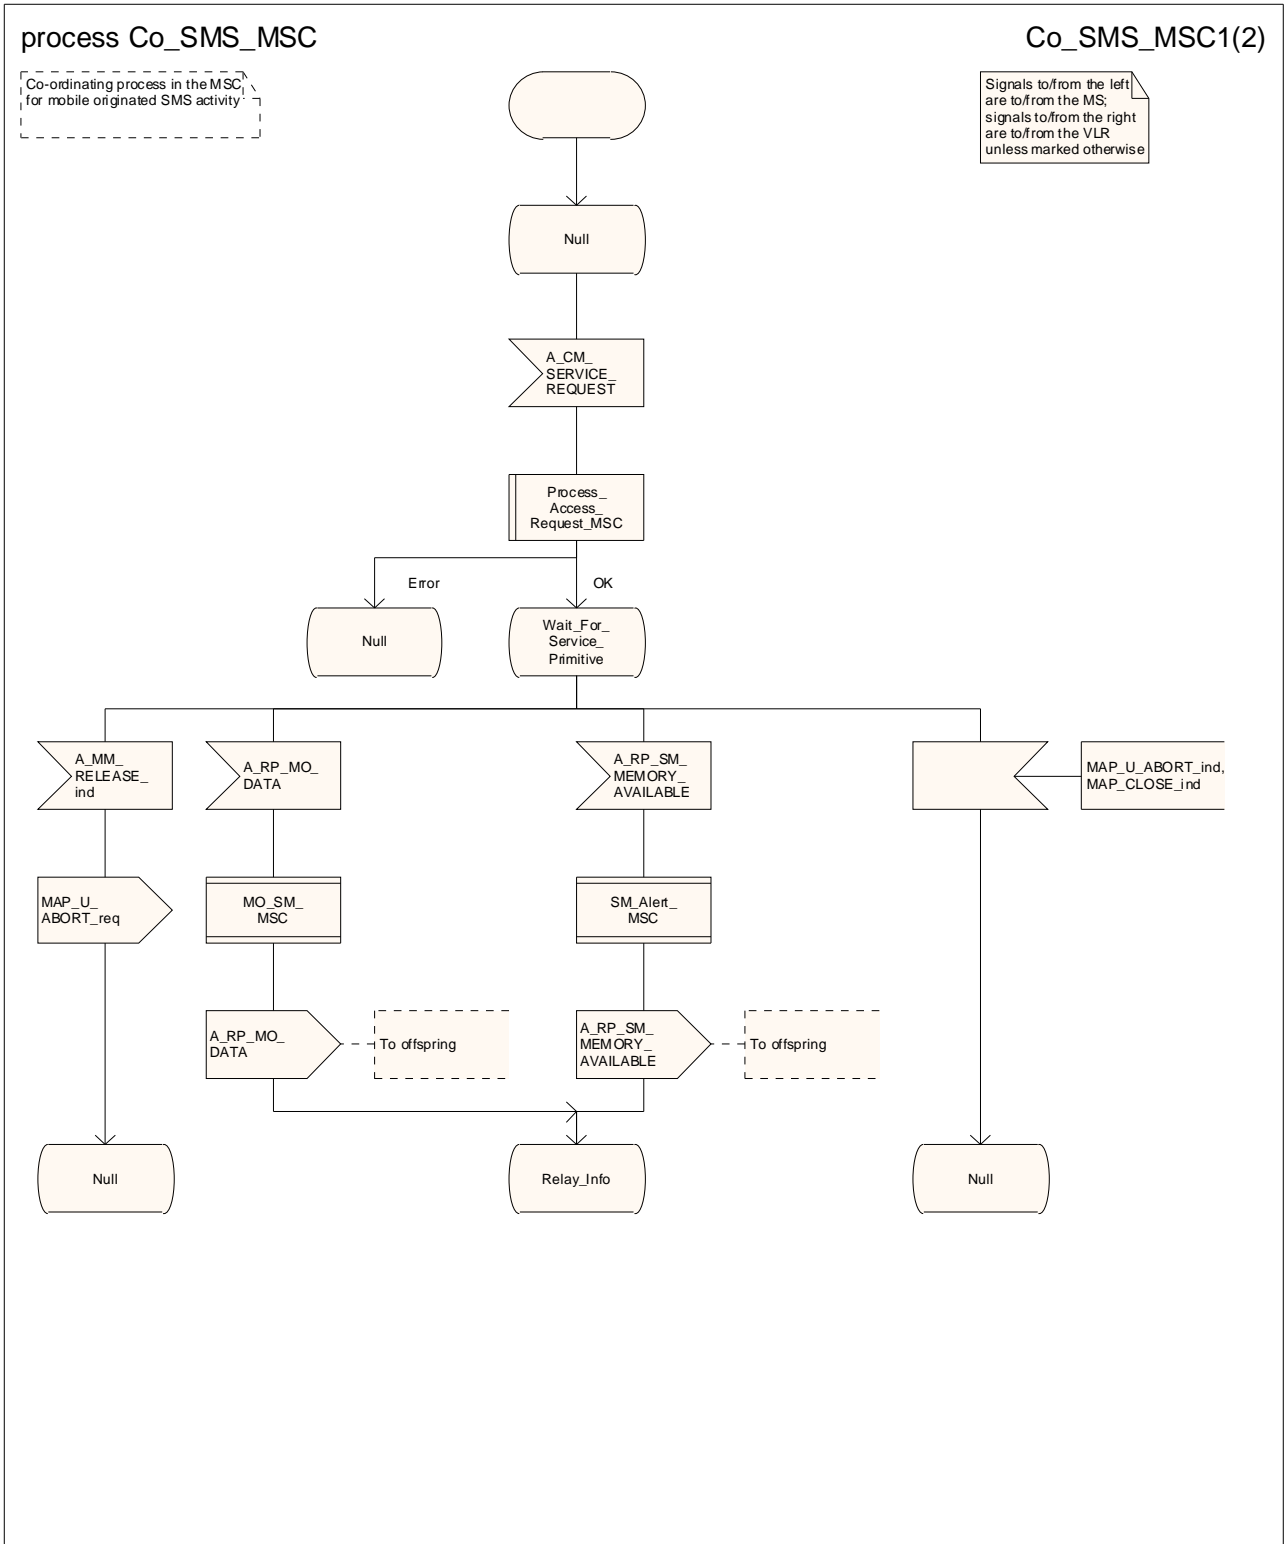 process Co_SMS_MSC
Co_SMS_MSC1(2)
Co-ordinating process in the MSC
for mobile originated SMS activity
Signals to/from the left
are to/from the MS;
signals to/from the right
are to/from the VLR
unless marked otherwise
Null
A_CM_
SERVICE_
REQUEST
Process_
Access_
Request_MSC
Error
OK
Null
Wait_For_
Service_
Primitive
A_MM_
RELEASE_
ind
A_RP_MO_
DATA
A_RP_SM_
MEMORY_
AVAILABLE
MAP_U_ABORT_ind,
MAP_CLOSE_ind
MAP_U_
ABORT_req
MO_SM_
MSC
SM_Alert_
MSC
A_RP_MO_
DATA
To offspring
A_RP_SM_
MEMORY_
AVAILABLE
To offspring
Null
Relay_Info
Null